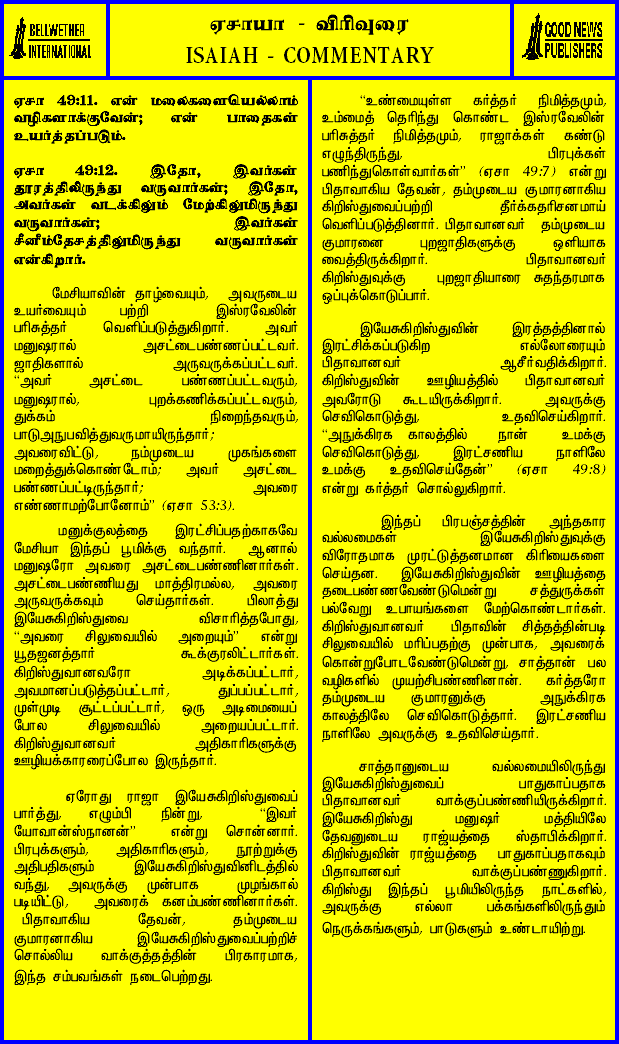 BELLWETHER
INTERNATIONAL
ஏசாயா - விரிவுரை
ISAIAH - COMMENTARY
GOOD NEWS
PUBLISHERS
ஏசா 49:11. என் மலைகளையெல்லாம்
வழிகளாக்குவேன்; என் பாதைகள்
உயர்த்தப்படும்.
ஏசா 49:12. இதோ, இவர்கள்
தூரத்திலிருந்து வருவார்கள்; இதோ,
அவர்கள் வடக்கிலும் மேற்கிலுமிருந்து
வருவார்கள்; இவர்கள்
சீனீம்தேசத்திலுமிருந்து வருவார்கள்
என்கிறார்.
மேசியாவின் தாழ்வையும், அவருடைய
உயர்வையும் பற்றி இஸ்ரவேலின்
பரிசுத்தர் வெளிப்படுத்துகிறார். அவர்
மனுஷரால் அசட்டைபண்ணப்பட்டவர்.
ஜாதிகளால் அருவருக்கப்பட்டவர்.
“அவர் அசட்டை பண்ணப்பட்டவரும்,
மனுஷரால், புறக்கணிக்கப்பட்டவரும்,
துக்கம் நிறைந்தவரும்,
பாடுஅநுபவித்துவருமாயிருந்தார்;
அவரைவிட்டு, நம்முடைய முகங்களை
மறைத்துக்கொண்டோம்; அவர் அசட்டை
பண்ணப்பட்டிருந்தார்; அவரை
எண்ணாமற்போனோம்” (ஏசா 53:3).
மனுக்குலத்தை இரட்சிப்பதற்காகவே
மேசியா இந்தப் பூமிக்கு வந்தார். ஆனால்
மனுஷரோ அவரை அசட்டைபண்ணினார்கள்.
அசட்டைபண்ணியது மாத்திரமல்ல, அவரை
அருவருக்கவும் செய்தார்கள். பிலாத்து
இயேசுகிறிஸ்துவை விசாரித்தபோது,
“அவரை சிலுவையில் அறையும்” என்று
யூதஜனத்தார் கூக்குரலிட்டார்கள்.
கிறிஸ்துவானவரோ அடிக்கப்பட்டார்,
அவமானப்படுத்தப்பட்டார், துப்பப்பட்டார்,
முள்முடி சூட்டப்பட்டார், ஒரு அடிமையைப்
போல சிலுவையில் அறையப்பட்டார்.
கிறிஸ்துவானவர் அதிகாரிகளுக்கு
ஊழியக்காரரைப்போல இருந்தார்.
ஏரோது ராஜா இயேசுகிறிஸ்துவைப்
பார்த்து, எழும்பி நின்று, “இவர்
யோவான்ஸ்நானன்” என்று சொன்னார்.
பிரபுக்களும், அதிகாரிகளும், நூற்றுக்கு
அதிபதிகளும் இயேசுகிறிஸ்துவினிடத்தில்
வந்து, அவருக்கு முன்பாக முழங்கால்
படியிட்டு, அவரைக் கனம்பண்ணினார்கள்.
பிதாவாகிய தேவன், தம்முடைய
குமாரனாகிய இயேசுகிறிஸ்துவைப்பற்றிச்
சொல்லிய வாக்குத்தத்தின் பிரகாரமாக,
இந்த சம்பவங்கள் நடைபெற்றது.
“உண்மையுள்ள கர்த்தர் நிமித்தமும்,
உம்மைத் தெரிந்து கொண்ட இஸ்ரவேலின்
பரிசுத்தர் நிமித்தமும், ராஜாக்கள் கண்டு
எழுந்திருந்து, பிரபுக்கள்
பணிந்துகொள்வார்கள்” (ஏசா 49:7) என்று
பிதாவாகிய தேவன், தம்முடைய குமாரனாகிய
கிறிஸ்துவைப்பற்றி தீர்க்கதரிசனமாய்
வெளிப்படுத்தினார். பிதாவானவர் தம்முடைய
குமாரனை புறஜாதிகளுக்கு ஒளியாக
வைத்திருக்கிறார். பிதாவானவர்
கிறிஸ்துவுக்கு புறஜாதியாரை சுதந்தரமாக
ஒப்புக்கொடுப்பார்.
இயேசுகிறிஸ்துவின் இரத்தத்தினால்
இரட்சிக்கப்படுகிற எல்லோரையும்
பிதாவானவர் ஆசீர்வதிக்கிறார்.
கிறிஸ்துவின் ஊழியத்தில் பிதாவானவர்
அவரோடு கூடயிருக்கிறார். அவருக்கு
செவிகொடுத்து, உதவிசெய்கிறார்.
“அநுக்கிரக காலத்தில் நான் உமக்கு
செவிகொடுத்து, இரட்சணிய நாளிலே
உமக்கு உதவிசெய்தேன்” (ஏசா 49:8)
என்று கர்த்தர் சொல்லுகிறார்.
இந்தப் பிரபஞ்சத்தின் அந்தகார
வல்லமைகள் இயேசுகிறிஸ்துவுக்கு
விரோதமாக முரட்டுத்தனமான கிரியைகளை
செய்தன. இயேசுகிறிஸ்துவின் ஊழியத்தை
தடைபண்ணவேண்டுமென்று சத்துருக்கள்
பல்வேறு உபாயங்களை மேற்கொண்டார்கள்.
கிறிஸ்துவானவர் பிதாவின் சித்தத்தின்படி
சிலுவையில் மரிப்பதற்கு முன்பாக, அவரைக்
கொன்றுபோடவேண்டுமென்று, சாத்தான் பல
வழிகளில் முயற்சிபண்ணினான். கர்த்தரோ
தம்முடைய குமாரனுக்கு அநுக்கிரக
காலத்திலே செவிகொடுத்தார். இரட்சணிய
நாளிலே அவருக்கு உதவிசெய்தார்.
சாத்தானுடைய வல்லமையிலிருந்து
இயேசுகிறிஸ்துவைப் பாதுகாப்பதாக
பிதாவானவர் வாக்குப்பண்ணியிருக்கிறார்.
இயேசுகிறிஸ்து மனுஷர் மத்தியிலே
தேவனுடைய ராஜ்யத்தை ஸ்தாபிக்கிறார்.
கிறிஸ்துவின் ராஜ்யத்தை பாதுகாப்பதாகவும்
பிதாவானவர் வாக்குப்பண்ணுகிறார்.
கிறிஸ்து இந்தப் பூமியிலிருந்த நாட்களில்,
அவருக்கு எல்லா பக்கங்களிலிருந்தும்
நெருக்கங்களும், பாடுகளும் உண்டாயிற்று.